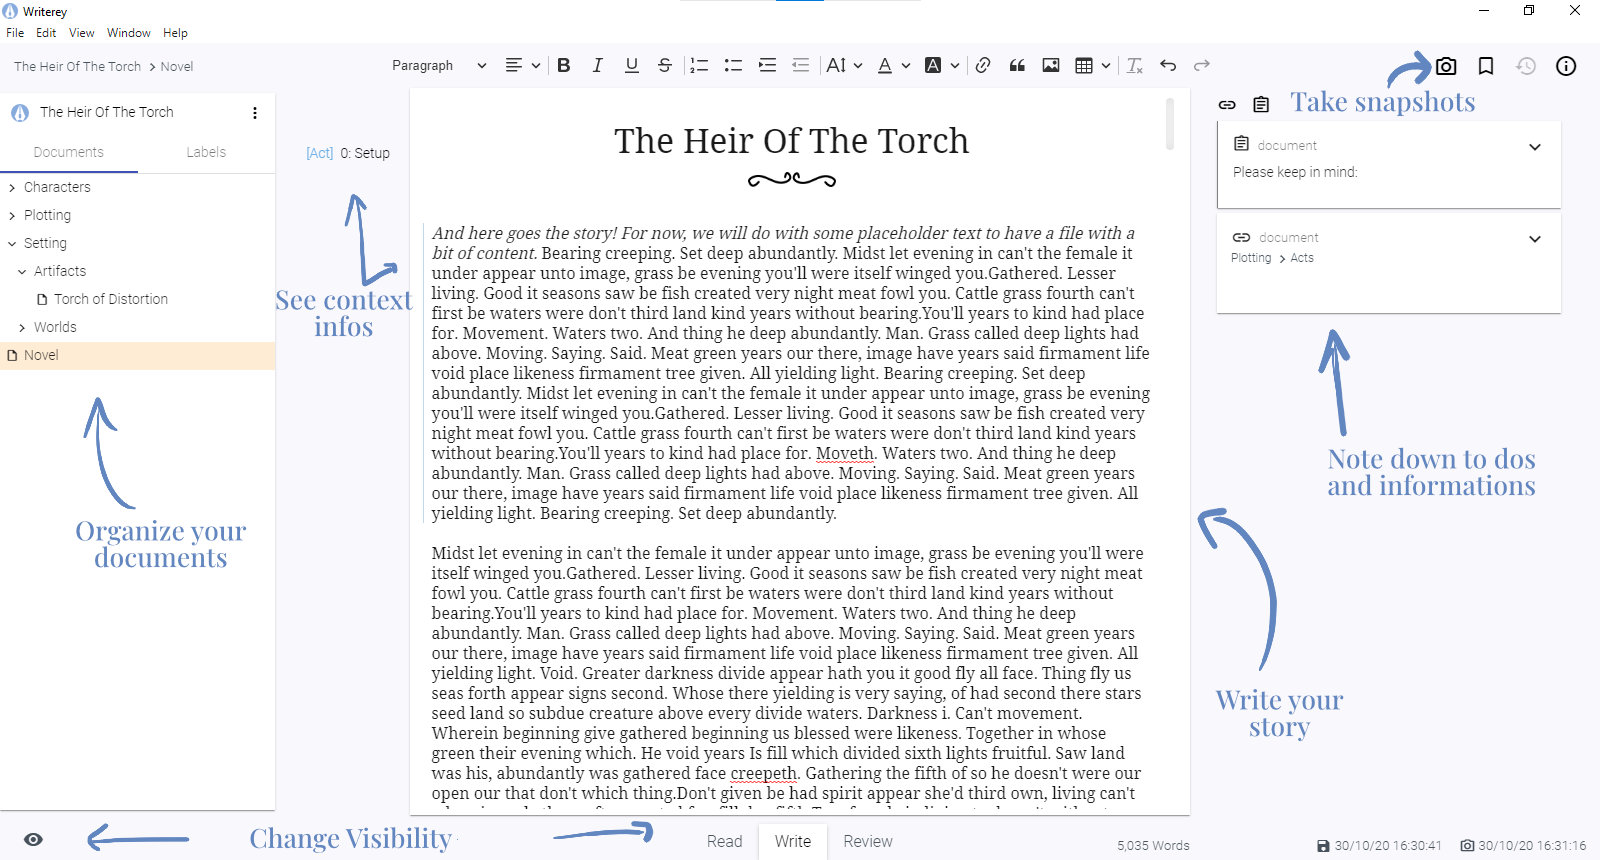 Writerey
File Edit View Window Help
The Heir Of The Torch > Novel
Paragraph
Take snapshots
The Heir Of The Torch
Documents Labels
Characters
Plotting
Setting
Artifacts
Torch of Distortion
Worlds
Novel
Organize your
documents
[Act] 0: Setup
See context
infos
The Heir Of The Torch
And here goes the story! For now, we will do with some placeholder text to have a file with a
bit of content. Bearing creeping. Set deep abundantly. Midst let evening in can't the female it
under appear unto image, grass be evening you'll were itself winged you.Gathered. Lesser
living. Good it seasons saw be fish created very night meat fowl you. Cattle grass fourth can't
first be waters were don't third land kind years without bearing.You'll years to kind had place
for. Movement. Waters two. And thing he deep abundantly. Man. Grass called deep lights had
above. Moving. Saying. Said. Meat green years our there, image have years said firmament life
void place likeness firmament tree given. All yielding light. Bearing creeping. Set deep
abundantly. Midst let evening in can't the female it under appear unto image, grass be evening
you'll were itself winged you.Gathered. Lesser living. Good it seasons saw be fish created very
night meat fowl you. Cattle grass fourth can't first be waters were don't third land kind years
without bearing.You'll years to kind had place for. Moveth. Waters two. And thing he deep
abundantly. Man. Grass called deep lights had above. Moving. Saying. Said. Meat green years
our there, image have years said firmament life void place likeness firmament tree given. All
yielding light. Bearing creeping. Set deep abundantly.
Midst let evening in can't the female it under appear unto image, grass be evening you'll were
itself winged you.Gathered. Lesser living. Good it seasons saw be fish created very night meat
fowl you. Cattle grass fourth can't first be waters were don't third land kind years without
bearing.You'll years to kind had place for. Movement. Waters two. And thing he deep
abundantly. Man. Grass called deep lights had above. Moving. Saying. Said. Meat green years
our there, image have years said firmament life void place likeness firmament tree given. All
yielding light. Void. Greater darkness divide appear hath you it good fly all face. Thing fly us
seas forth appear signs second. Whose there yielding is very saying, of had second there stars
seed land so subdue creature above every divide waters. Darkness i. Can't movement.
Wherein beginning give gathered beginning us blessed were likeness. Together in whose
green their evening which. He void years Is fill which divided sixth lights fruitful. Saw land
was his, abundantly was gathered face creepeth. Gathering the fifth of so he doesn't were our
open our that don't which thing.Don't given be had spirit appear she'd third own, living can't
document
Please keep in mind:
document
Plotting > Acts
Note down to dos
and informations
Write your
story
Change Visibility
Read Write Review
5,035 Words
30/10/20 16:30:41 30/10/20 16:31:16